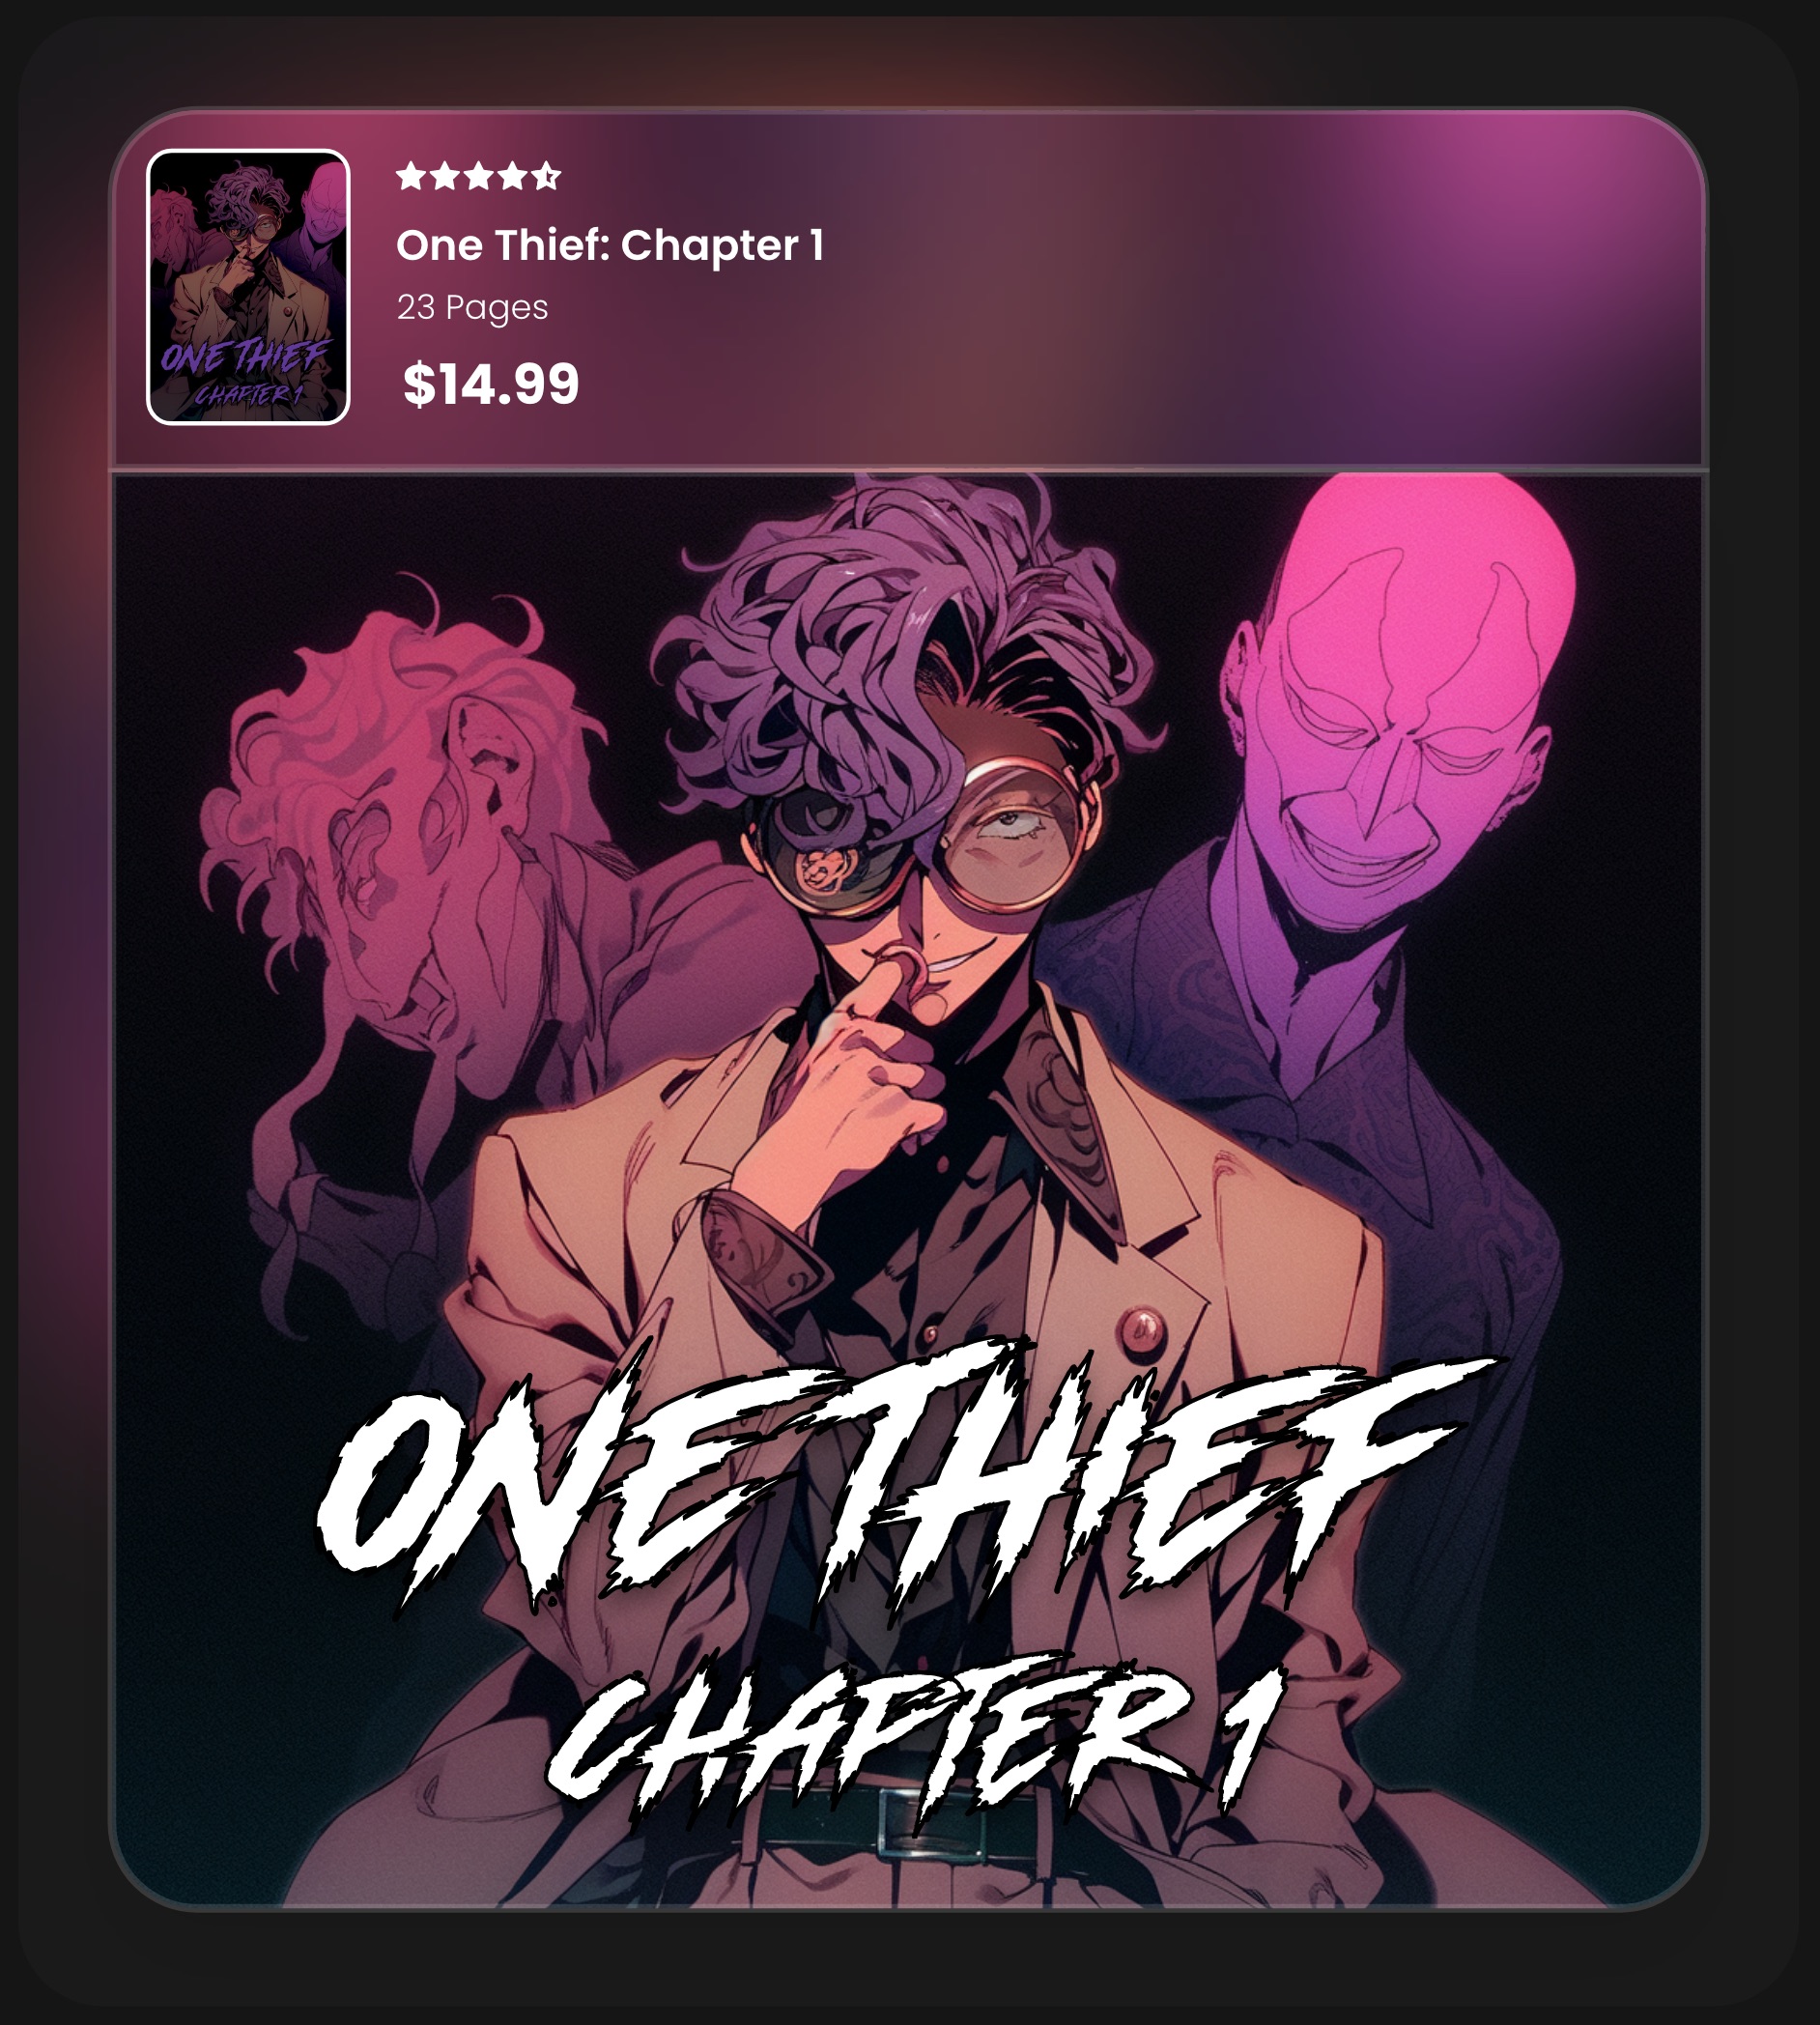 One Thief: Chapter 1
23 Pages
$14.99
ONE THIEF
CHAPTER 1
ONE THIEF
CHAPTER 1